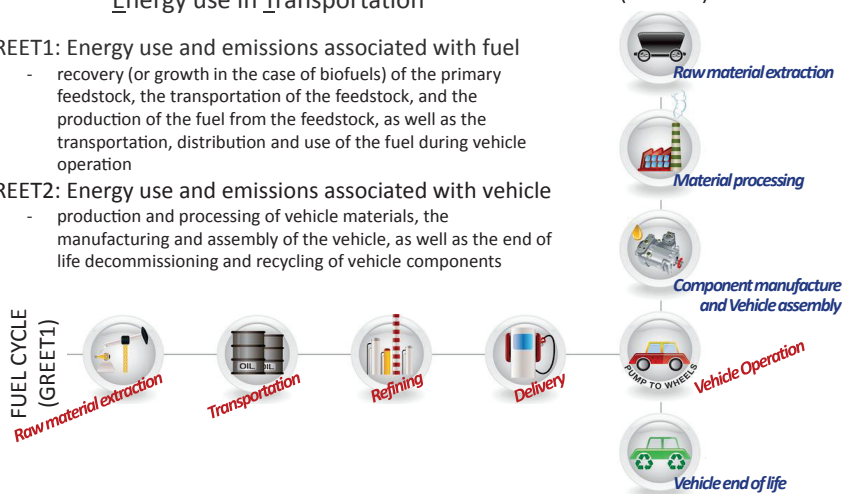 Energy use in Transportation
REET1: Energy use and emissions associated with fuel
- recovery (or growth in the case of biofuels) of the primary
feedstock, the transportation of the feedstock, and the
production of the fuel from the feedstock, as well as the
transportation, distribution and use of the fuel during vehicle
operation
REET2: Energy use and emissions associated with vehicle
- production and processing of vehicle materials, the
manufacturing and assembly of the vehicle, as well as the end of
life decommissioning and recycling of vehicle components
Raw material extraction
Material processing
Component manufacture
and Vehicle assembly
FUEL CYCLE
(GREET1)
OIL OIL
Raw material extraction
Transportation
Refining
Delivery
PUMP TO WHEELS
Vehicle Operation
Vehicle end of life